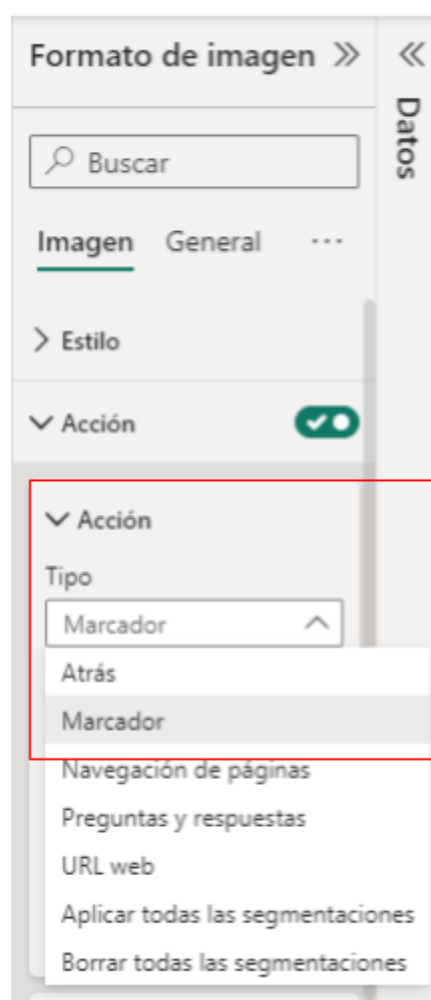 Formato de imagen
Datos
Buscar
Imagen General ...
Estilo
Acción
Acción
Tipo
Marcador
Atrás
Marcador
Navegación de páginas
Preguntas y respuestas
URL web
Aplicar todas las segmentaciones
Borrar todas las segmentaciones